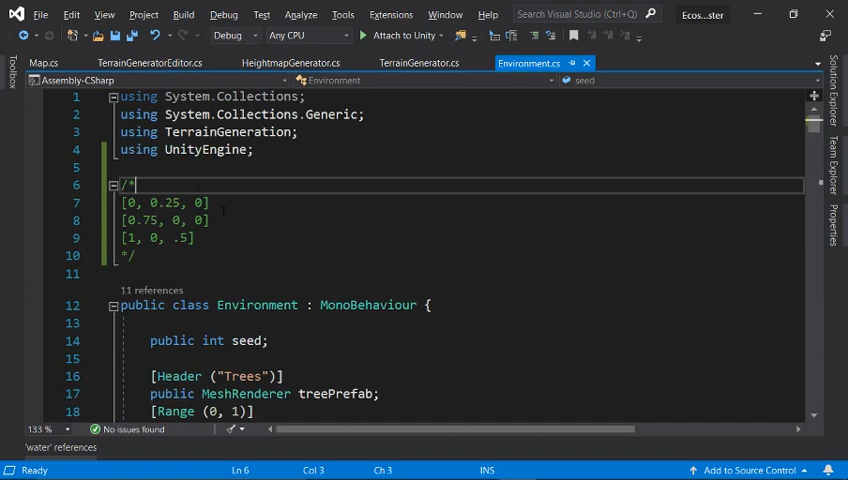 File Edit View Project Build Debug Test Analyze Tools Extensions Window Help Search Visual Studio (Ctrl+Q) Ecos...ster
Debug Any CPU Attach to Unity
Toolbox
Map.cs TerrainGeneratorEditor.cs HeightmapGenerator.cs TerrainGenerator.cs Environment.cs
Assembly-CSharp Environment seed
1 using System.Collections;
2 using System.Collections.Generic;
3 using TerrainGeneration;
4 using UnityEngine;
5
6 /*
7 [0, 0.25, 0]
8 [0.75, 0, 0]
9 [1, 0, .5]
10 */
11
11 references
12 public class Environment : MonoBehaviour {
13
14 public int seed;
15
16 [Header ("Trees")]
17 public MeshRenderer treePrefab;
18 [Range (0, 1)]
Solution Explorer
Team Explorer
Properties
133 % No issues found
'water' references
Ready Ln 6 Col 3 Ch 3 INS Add to Source Control